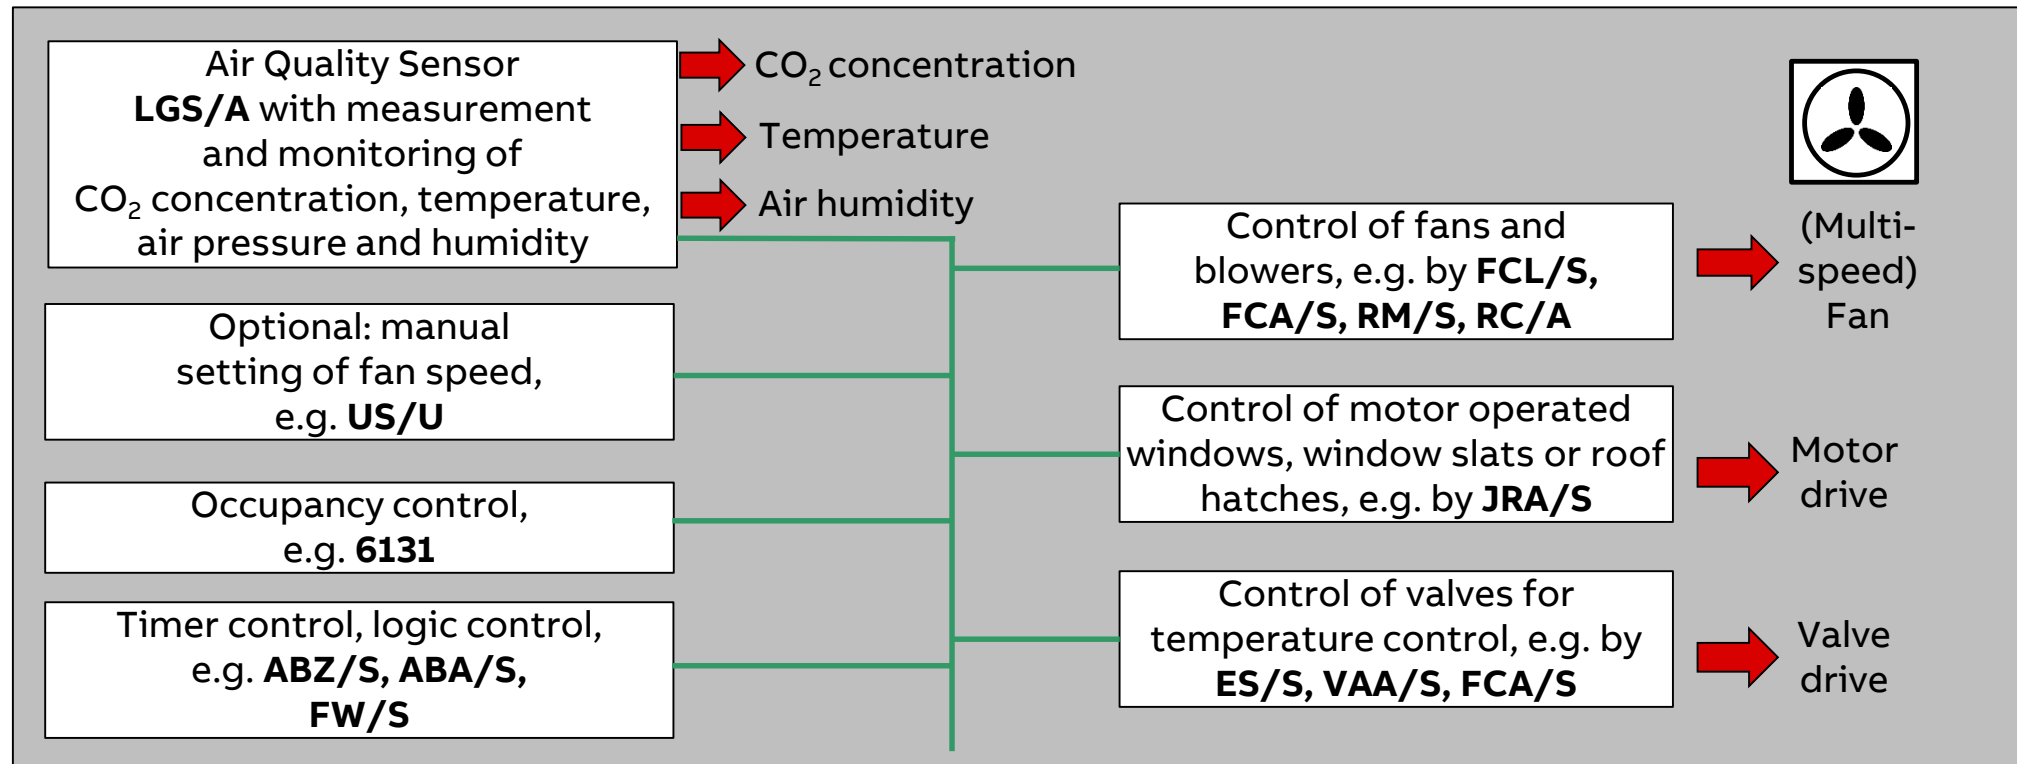 Air Quality Sensor
LGS/A with measurement
and monitoring of
CO₂ concentration, temperature,
air pressure and humidity
CO₂ concentration
Temperature
Air humidity
Optional: manual
setting of fan speed,
e.g. US/U
Occupancy control,
e.g. 6131
Timer control, logic control,
e.g. ABZ/S, ABA/S,
FW/S
Control of fans and
blowers, e.g. by FCL/S,
FCA/S, RM/S, RC/A
(Multi-
speed)
Fan
Control of motor operated
windows, window slats or roof
hatches, e.g. by JRA/S
Motor
drive
Control of valves for
temperature control, e.g. by
ES/S, VAA/S, FCA/S
Valve
drive